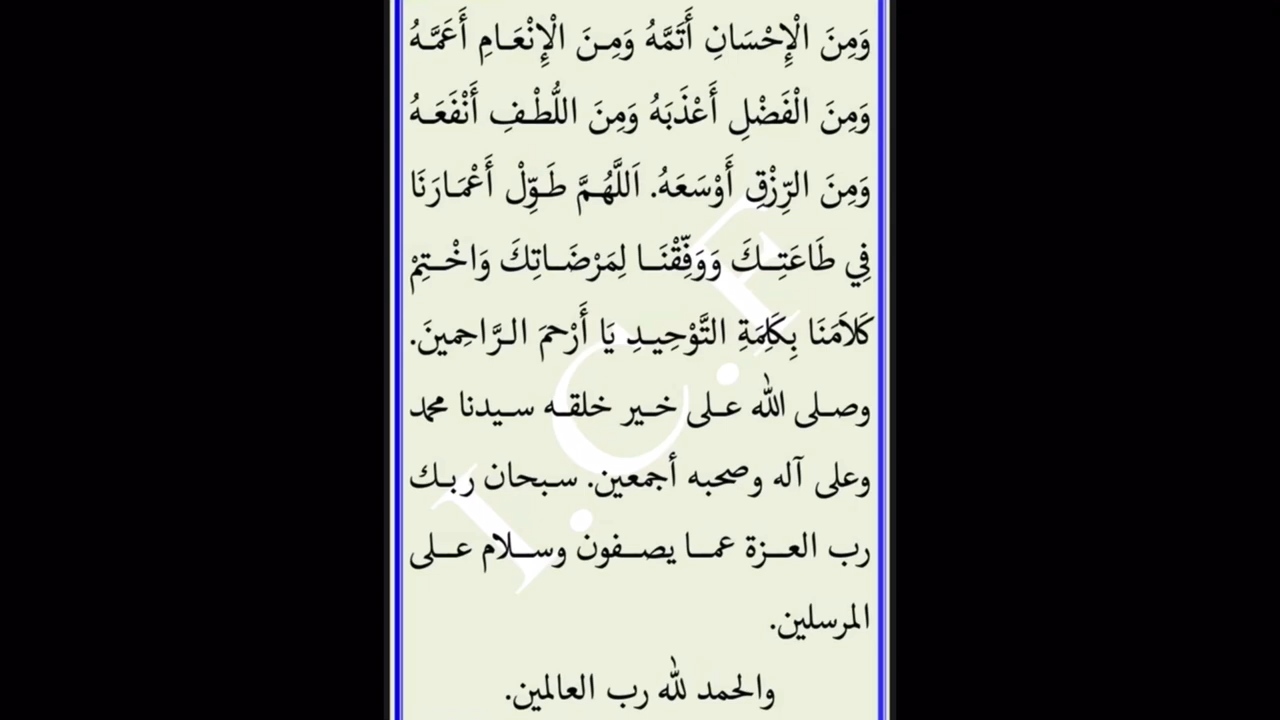 وَمِنَ الْإِحْسَانِ أَتَمَّهُ وَمِنَ الْإِنْعَامِ أَعَمَّهُ
وَمِنَ الْفَضْلِ أَعْذَبَهُ وَمِنَ اللُّطْفِ أَنْفَعَهُ
وَمِنَ الرِّزْقِ أَوْسَعَهُ. اَللَّهُمَّ طَوِّلْ أَعْمَارَنَا
فِي طَاعَتِكَ وَوَفِّقْنَا لِمَرْضَاتِكَ وَاخْتِمْ
كَلاَمَنَا بِكَلِمَةِ التَّوْحِيدِ يَا أَرْحَمَ الرَّاحِمينَ.
وصلى الله على خير خلقه سيدنا محمد
وعلى آله وصحبه أجمعين. سبحان ربك
رب العزة عما يصفون وسلام على
المرسلين.
والحمد لله رب العالمين.
I.C.F